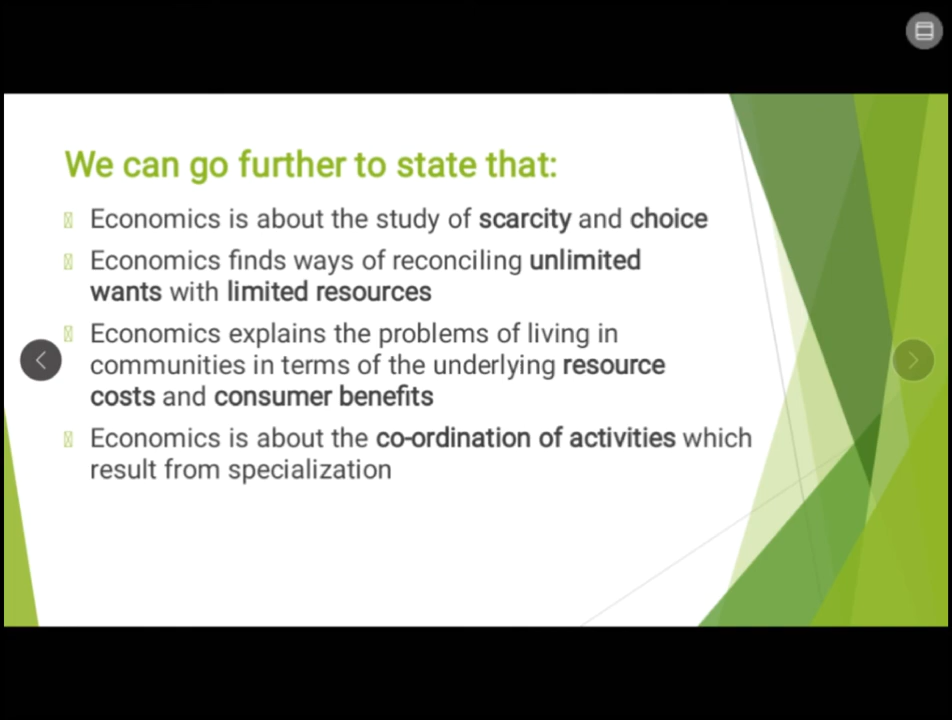 We can go further to state that:
Economics is about the study of scarcity and choice
Economics finds ways of reconciling unlimited
wants with limited resources
Economics explains the problems of living in
communities in terms of the underlying resource
costs and consumer benefits
Economics is about the co-ordination of activities which
result from specialization